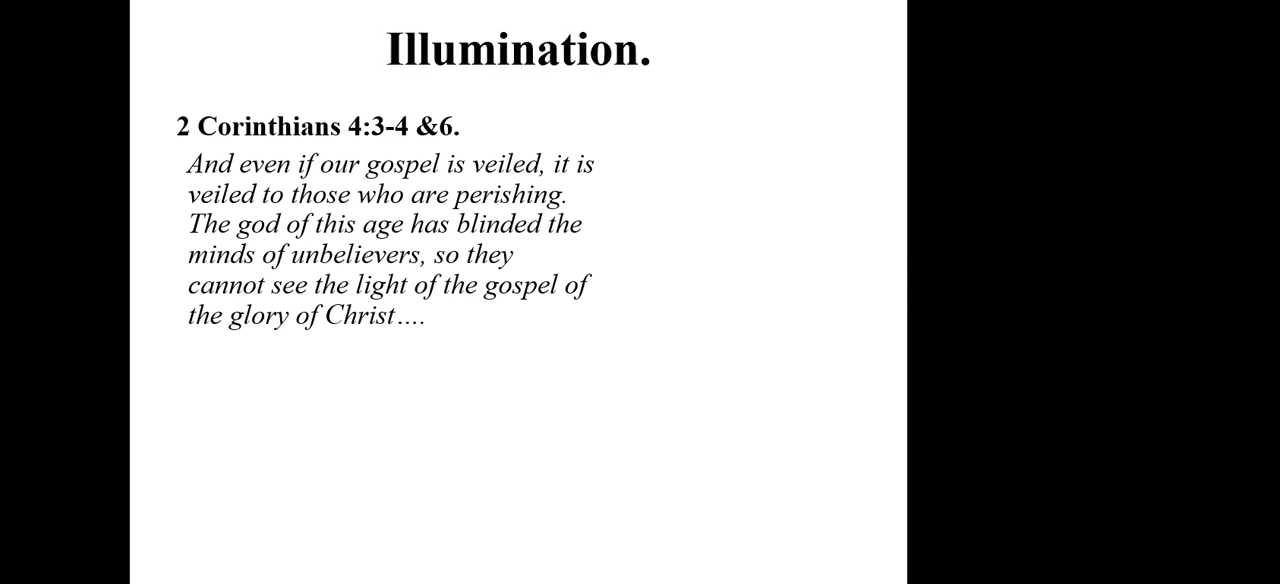 Illumination.
2 Corinthians 4:3-4 &6.
And even if our gospel is veiled, it is
veiled to those who are perishing.
The god of this age has blinded the
minds of unbelievers, so they
cannot see the light of the gospel of
the glory of Christ….